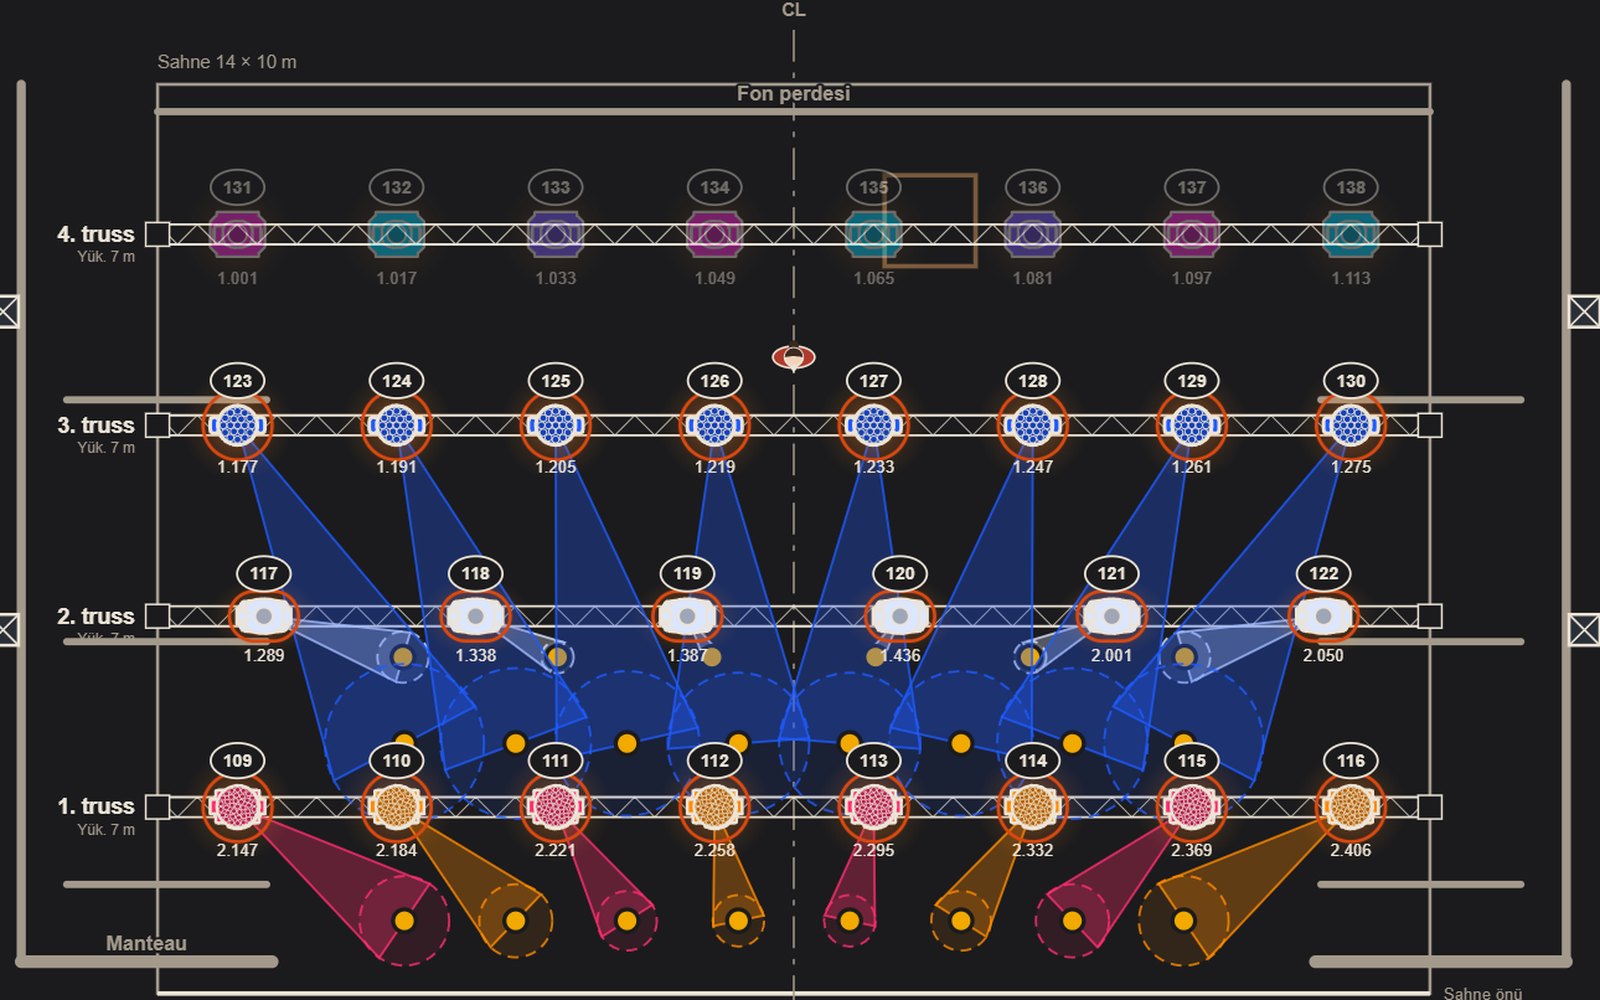 CL
Sahne 14 × 10 m
Fon perdesi
131 132 133 134 135 136 137 138
4. truss
Yük. 7 m
1.001 1.017 1.033 1.049 1.065 1.081 1.097 1.113
123 124 125 126 127 128 129 130
3. truss
Yük. 7 m
1.177 1.191 1.205 1.219 1.233 1.247 1.261 1.275
117 118 119 120 121 122
2. truss
Yük. 7 m
1.289 1.338 1.387 1.436 2.001 2.050
109 110 111 112 113 114 115 116
1. truss
Yük. 7 m
2.147 2.184 2.221 2.258 2.295 2.332 2.369 2.406
Manteau
Sahne önü